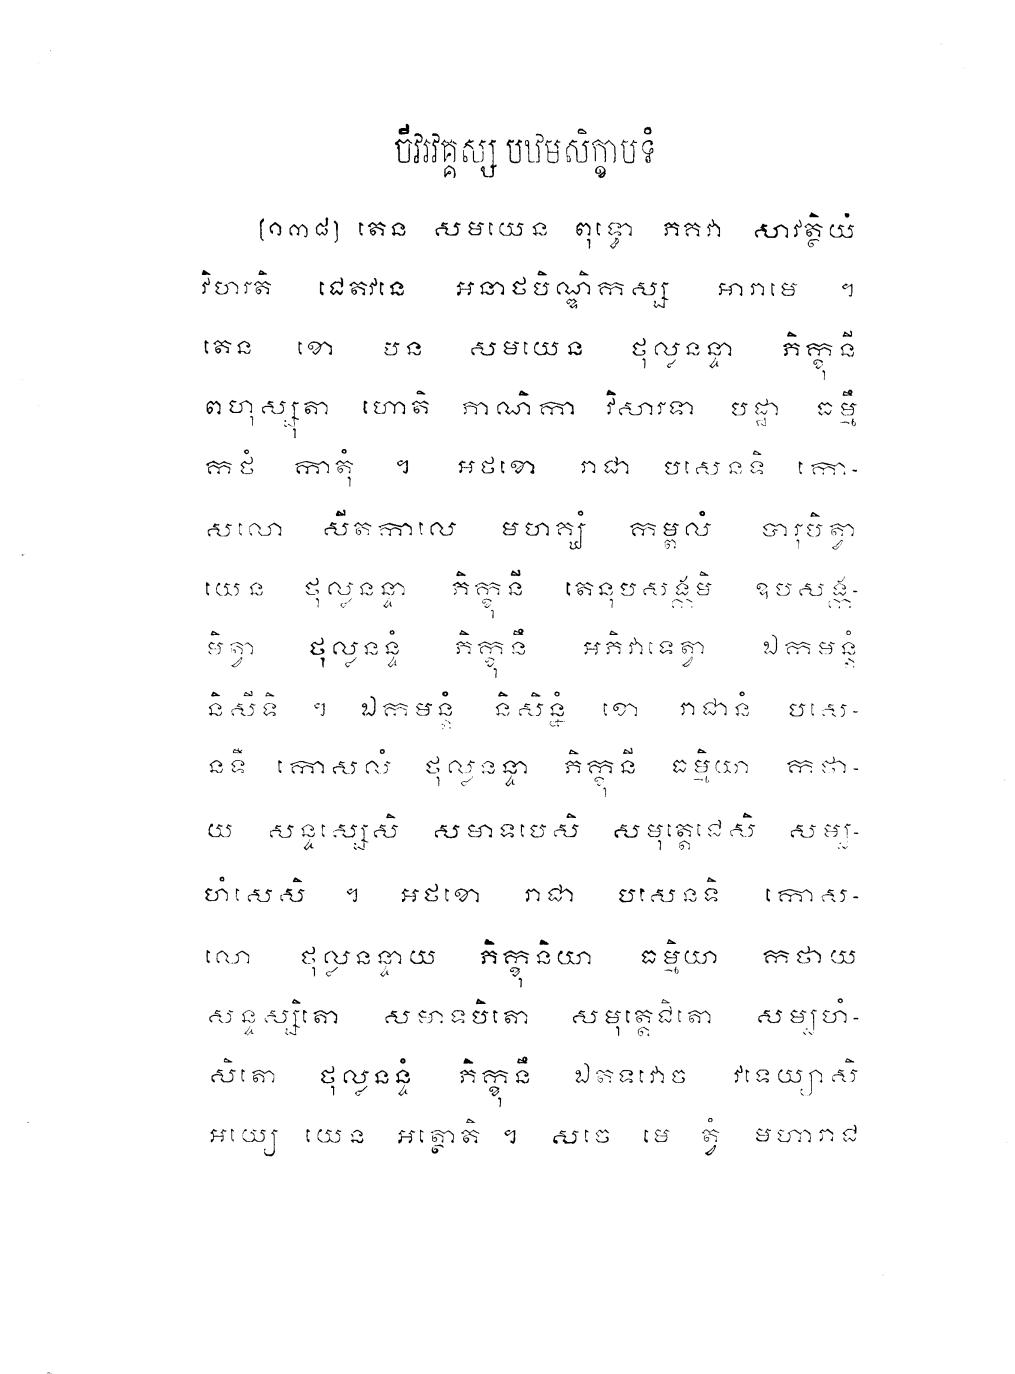 ចីវរវគ្គស្ស បឋមសិក្ខាបទំ
[១៣៨] តេន សមយេន ពុទ្ធោ ភគវា សាវត្ថិយំ
វិហរតិ ជេតវនេ អនាថបិណ្ឌិកស្ស អារាមេ ។
តេន ខោ បន សមយេន ថុល្លនន្ទា ភិក្ខុនី
ពហុស្សុតា ហោតិ ភាណិកា វិសារទា បដ្ឋា ធម្មឹ
កថំ កាតុំ ។ អថខោ រាជា បសេនទិ កោ-
សលោ សីតកាលេ មហគ្ឃំ កម្ពលំ បារុបិត្វា
យេន ថុល្លនន្ទា ភិក្ខុនី តេនុបសង្កមិ ឧបសង្ក-
មិត្វា ថុល្លនន្ទំ ភិក្ខុនឹ អភិវាទេត្វា ឯកមន្តំ
និសីទិ ។ ឯកមន្តំ និសិន្នំ ខោ រាជានំ បសេ-
នទឹ កោសលំ ថុល្លនន្ទា ភិក្ខុនី ធម្មិយា កថា-
យ សន្ទស្សេសិ សមាទបេសិ សមុត្តេជេសិ សម្ប-
ហំសេសិ ។ អថខោ រាជា បសេនទិ កោស-
លោ ថុល្លនន្ទាយ ភិក្ខុនិយា ធម្មិយា កថាយ
សន្ទស្សិតោ សមាទបិតោ សមុត្តេជិតោ សម្បហំ-
សិតោ ថុល្លនន្ទំ ភិក្ខុនឹ ឯតទវោច វទេយ្យាសិ
អយ្យេ យេន អត្ថោតិ ។ សចេ មេ ត្វំ មហារាជ